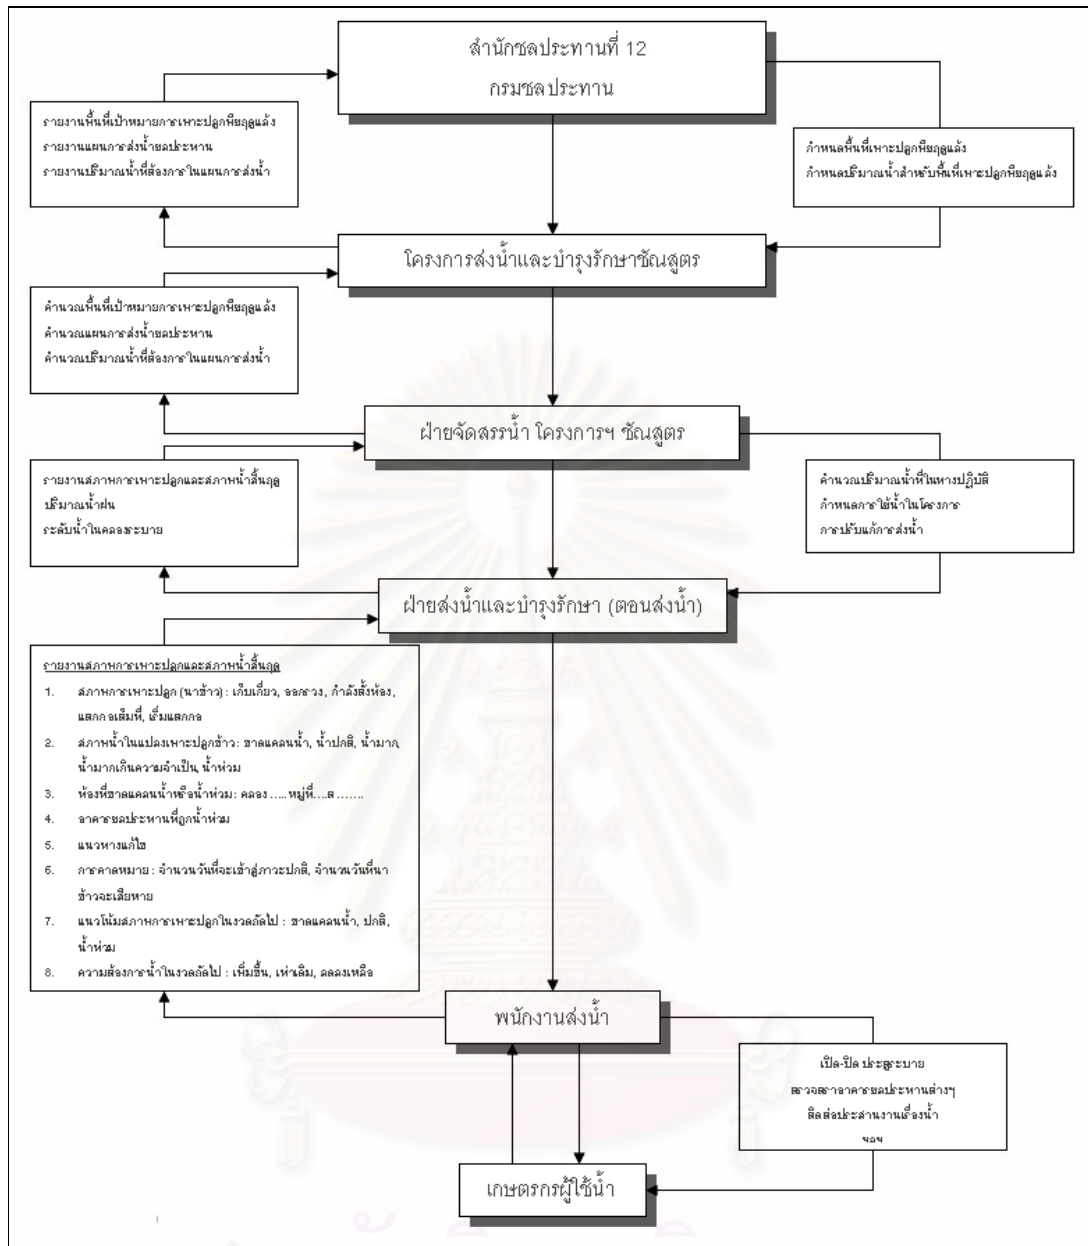 สำนักชลประทานที่ 12
กรมชลประทาน
รายงานพื้นที่เป้าหมายการเพาะปลูกพืชฤดูแล้ง
รายงานแผนการส่งน้ำชลประทาน
รายงานปริมาณน้ำที่ต้องการในแผนการส่งน้ำ
กำหนดพื้นที่เพาะปลูกพืชฤดูแล้ง
กำหนดปริมาณน้ำสำหรับพื้นที่เพาะปลูกพืชฤดูแล้ง
โครงการส่งน้ำและบำรุงรักษาชัณสูตร
คำนวณพื้นที่เป้าหมายการเพาะปลูกพืชฤดูแล้ง
คำนวณแผนการส่งน้ำชลประทาน
คำนวณปริมาณน้ำที่ต้องการในแผนการส่งน้ำ
ฝ่ายจัดสรรน้ำ โครงการฯ ชัณสูตร
รายงานสภาพการเพาะปลูกและสภาพน้ำสิ้นฤดู
ปริมาณน้ำฝน
ระดับน้ำในคลองระบาย
คำนวณปริมาณน้ำที่ในทางปฏิบัติ
กำหนดการใช้น้ำในโครงการ
การปรับแก้การส่งน้ำ
ฝ่ายส่งน้ำและบำรุงรักษา (ตอนส่งน้ำ)
รายงานสภาพการเพาะปลูกและสภาพน้ำสิ้นฤดู
1. สภาพการเพาะปลูก (นาข้าว) : เก็บเกี่ยว, ออกรวง, กำลังตั้งท้อง,
แตกกอเต็มที่, เริ่มแตกกอ
2. สภาพน้ำในแปลงเพาะปลูกข้าว : ขาดแคลนน้ำ, น้ำปกติ, น้ำมาก,
น้ำมากเกินความจำเป็น, น้ำท่วม
3. ท้องที่ขาดแคลนน้ำหรือน้ำท่วม : คลอง .....หมู่ที่....ต .......
4. อาคารชลประทานที่ถูกน้ำท่วม
5. แนวทางแก้ไข
6. การคาดหมาย : จำนวนวันที่จะเข้าสู่ภาวะปกติ, จำนวนวันที่นา
ข้าวจะเสียหาย
7. แนวโน้มสภาพการเพาะปลูกในงวดถัดไป : ขาดแคลนน้ำ, ปกติ,
น้ำท่วม
8. ความต้องการน้ำในงวดถัดไป : เพิ่มขึ้น, เท่าเดิม, ลดลงเหลือ
พนักงานส่งน้ำ
เปิด-ปิด ประตูระบาย
ตรวจตราอาคารชลประทานต่างๆ
ติดต่อประสานงานเรื่องน้ำ
ฯลฯ
เกษตรกรผู้ใช้น้ำ